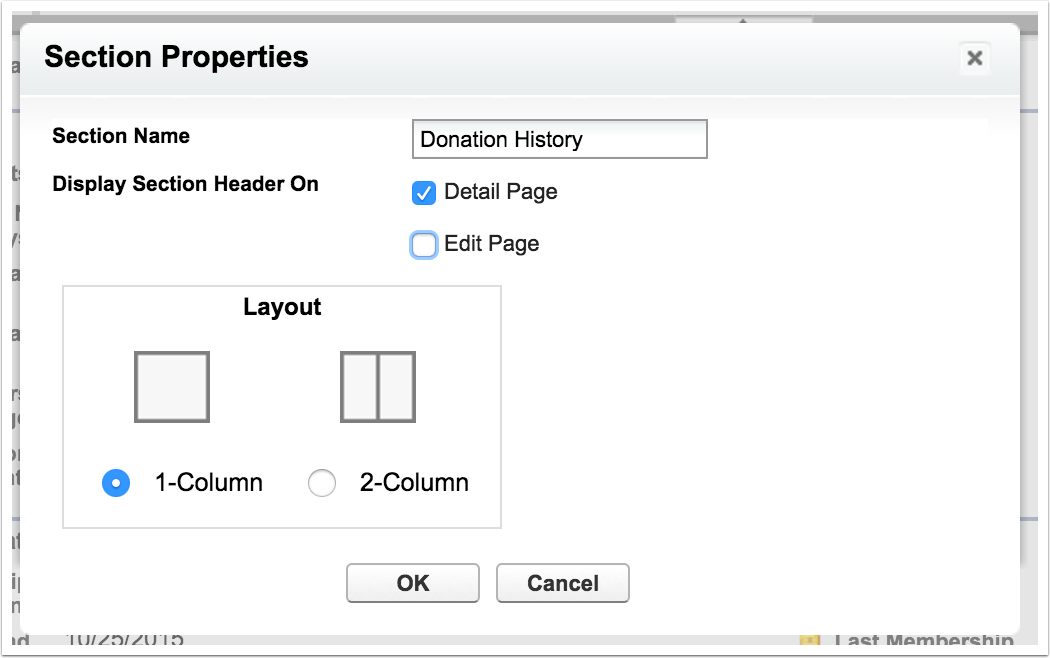 Section Properties
Section Name
Donation History
Display Section Header On
Detail Page
Edit Page
Layout
1-Column
2-Column
OK
Cancel
10/25/2015
Last Membership